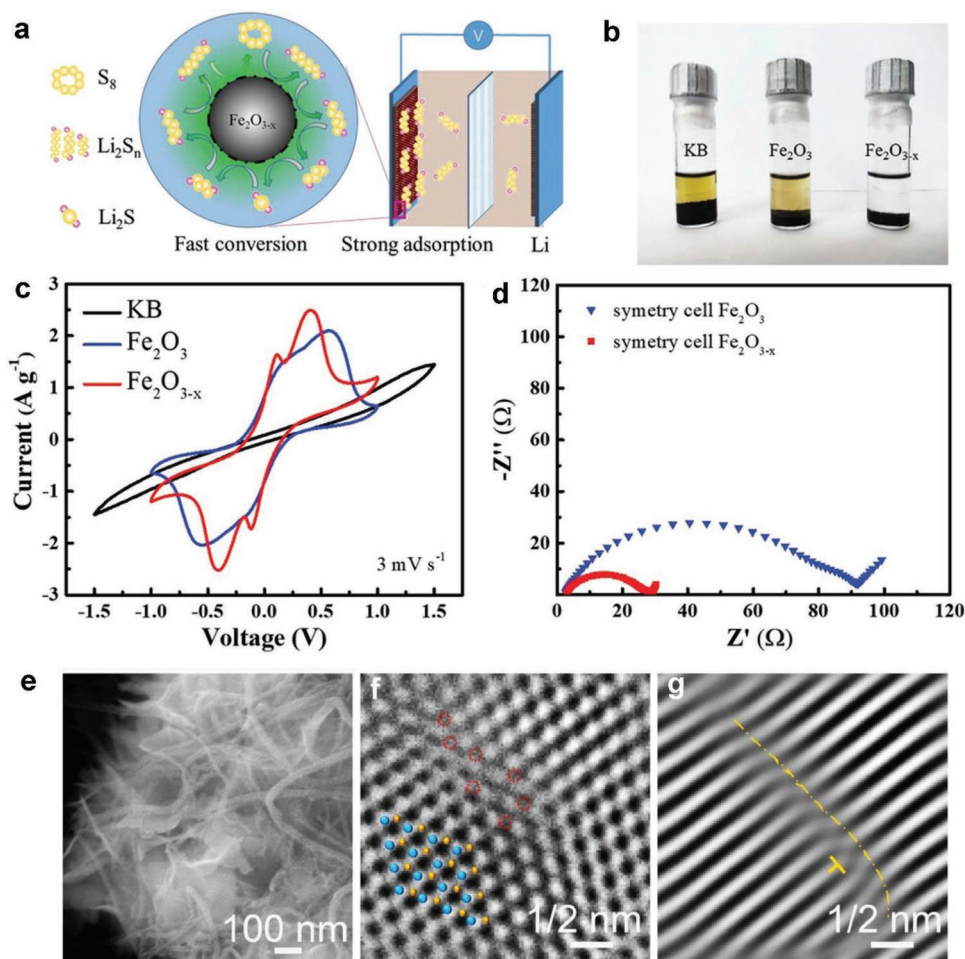 a
S₈
Li₂Sₙ
Li₂S
Fe₂O₃₋ₓ
Fast conversion
V
Strong adsorption
Li
b
KB
Fe₂O₃
Fe₂O₃₋ₓ
c
KB
Fe₂O₃
Fe₂O₃₋ₓ
3
2
1
0
-1
-2
-3
Current (A g⁻¹)
3 mV s⁻¹
-1.5 -1.0 -0.5 0.0 0.5 1.0 1.5
Voltage (V)
d
symetry cell Fe₂O₃
symetry cell Fe₂O₃₋ₓ
120
100
80
60
40
20
-Z'' (Ω)
0 20 40 60 80 100 120
Z' (Ω)
e
100 nm
f
1/2 nm
g
1/2 nm